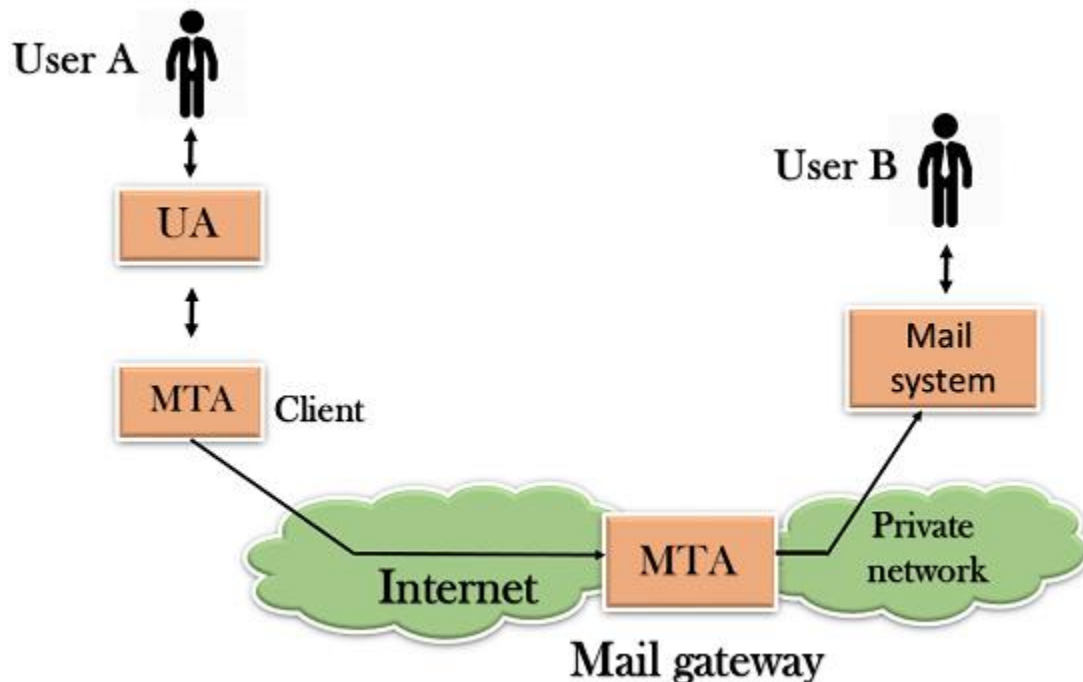 User A
User B
UA
Mail
system
MTA
Client
Private
network
MTA
Internet
Mail gateway